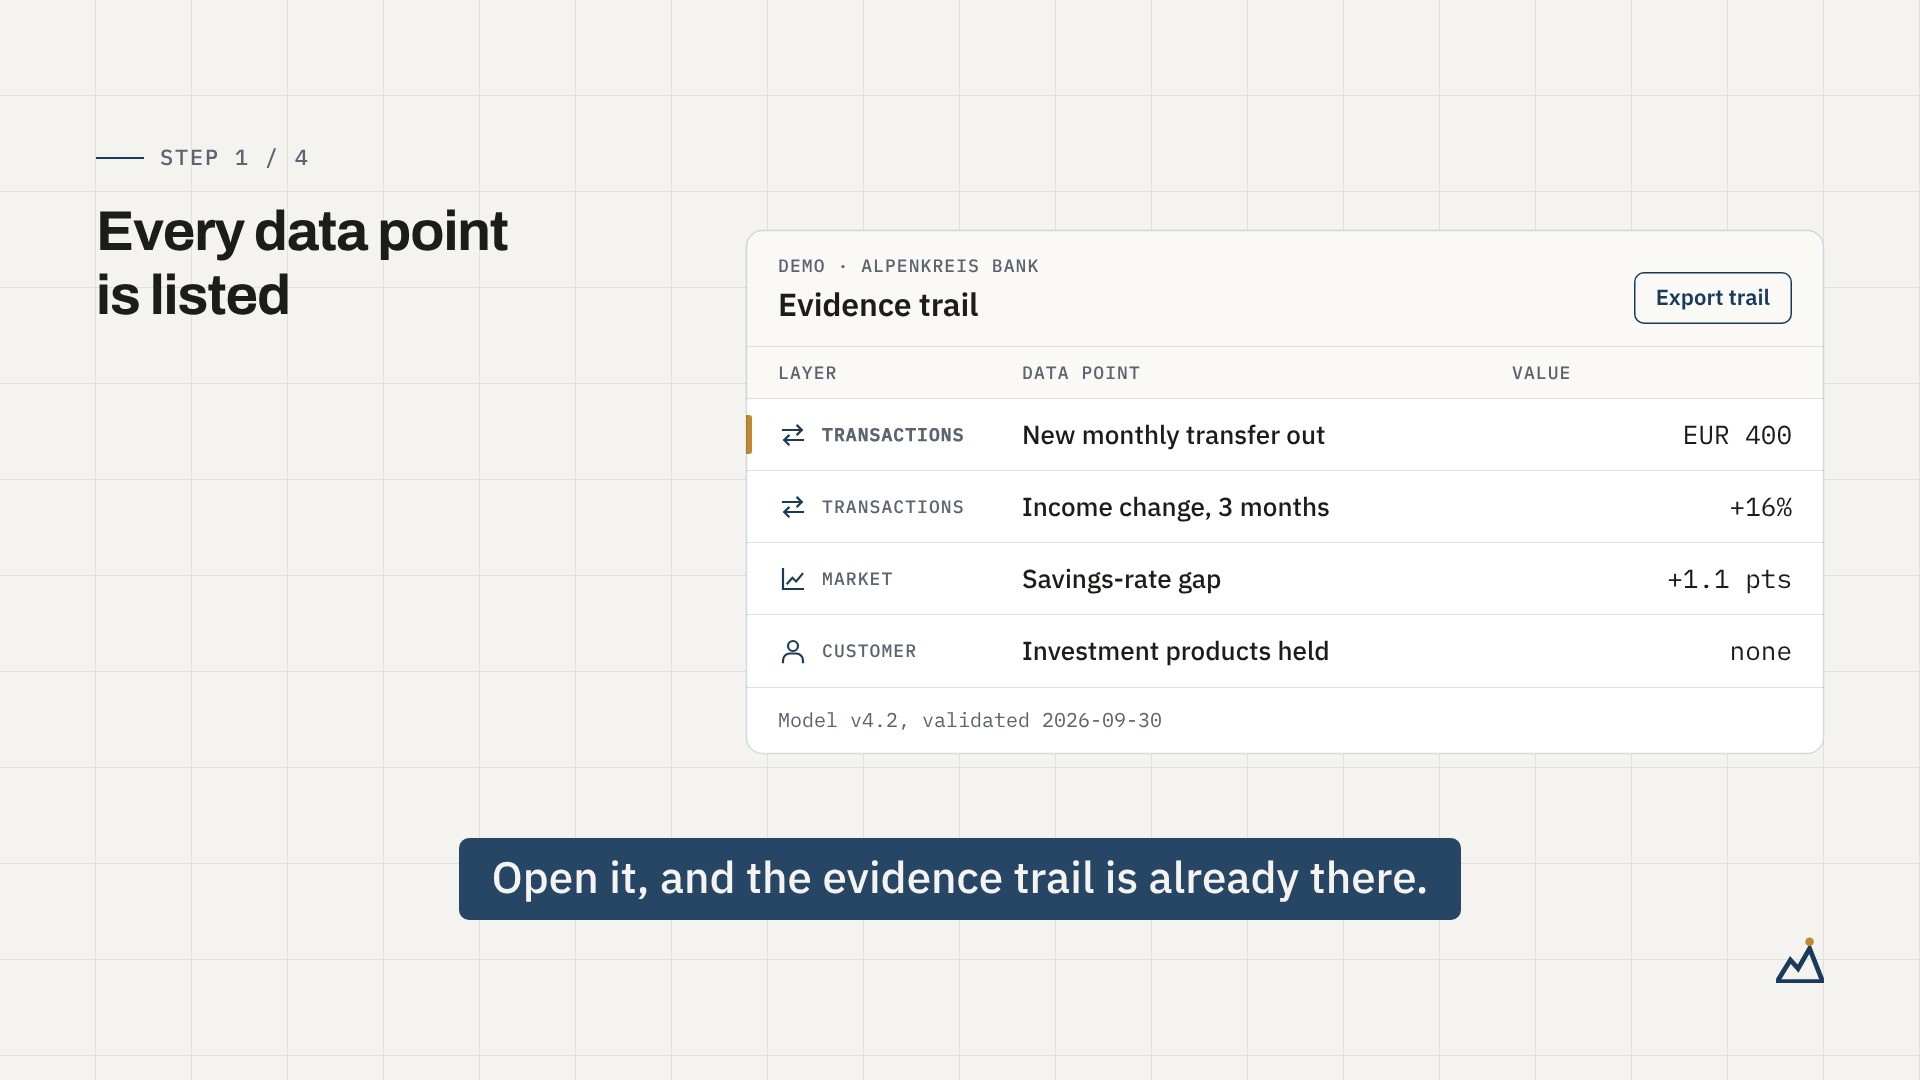 STEP 1 / 4
Every data point
is listed
DEMO · ALPENKREIS BANK
Evidence trail
Export trail
LAYER DATA POINT VALUE
TRANSACTIONS New monthly transfer out EUR 400
TRANSACTIONS Income change, 3 months +16%
MARKET Savings-rate gap +1.1 pts
CUSTOMER Investment products held none
Model v4.2, validated 2026-09-30
Open it, and the evidence trail is already there.